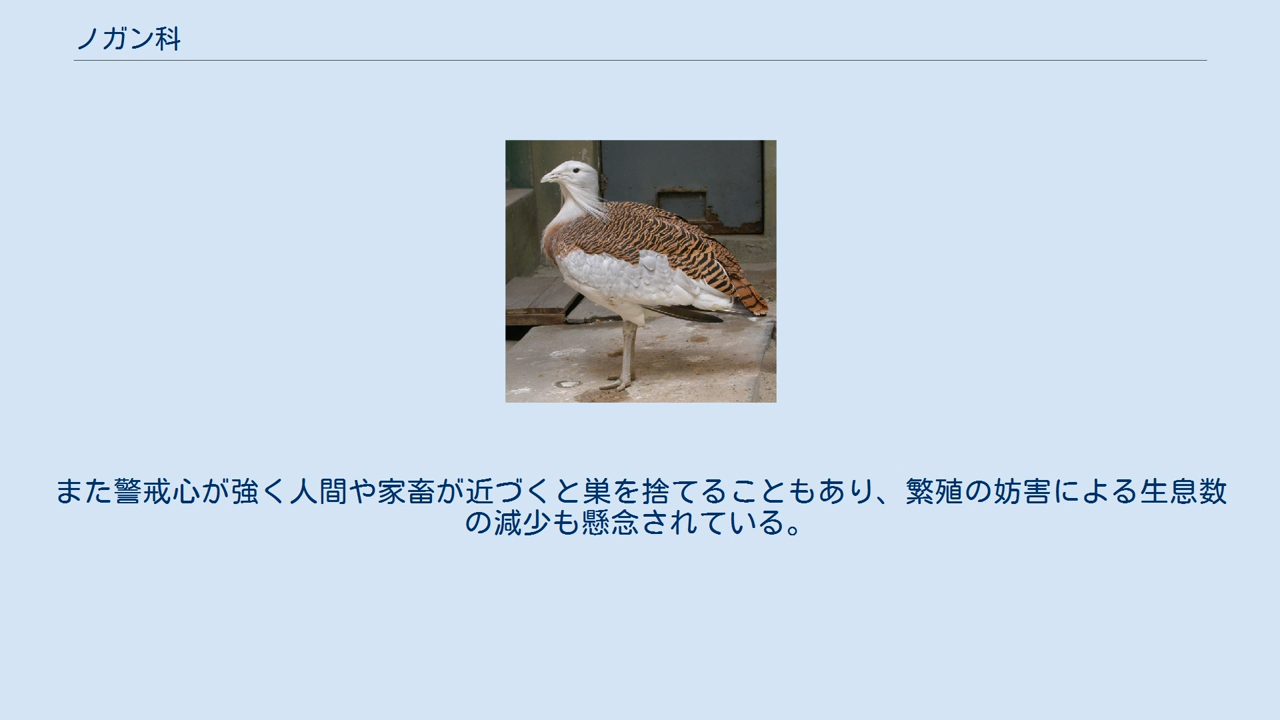 ノガン科
また警戒心が強く人間や家畜が近づくと巣を捨てることもあり、繁殖の妨害による生息数
の減少も懸念されている。